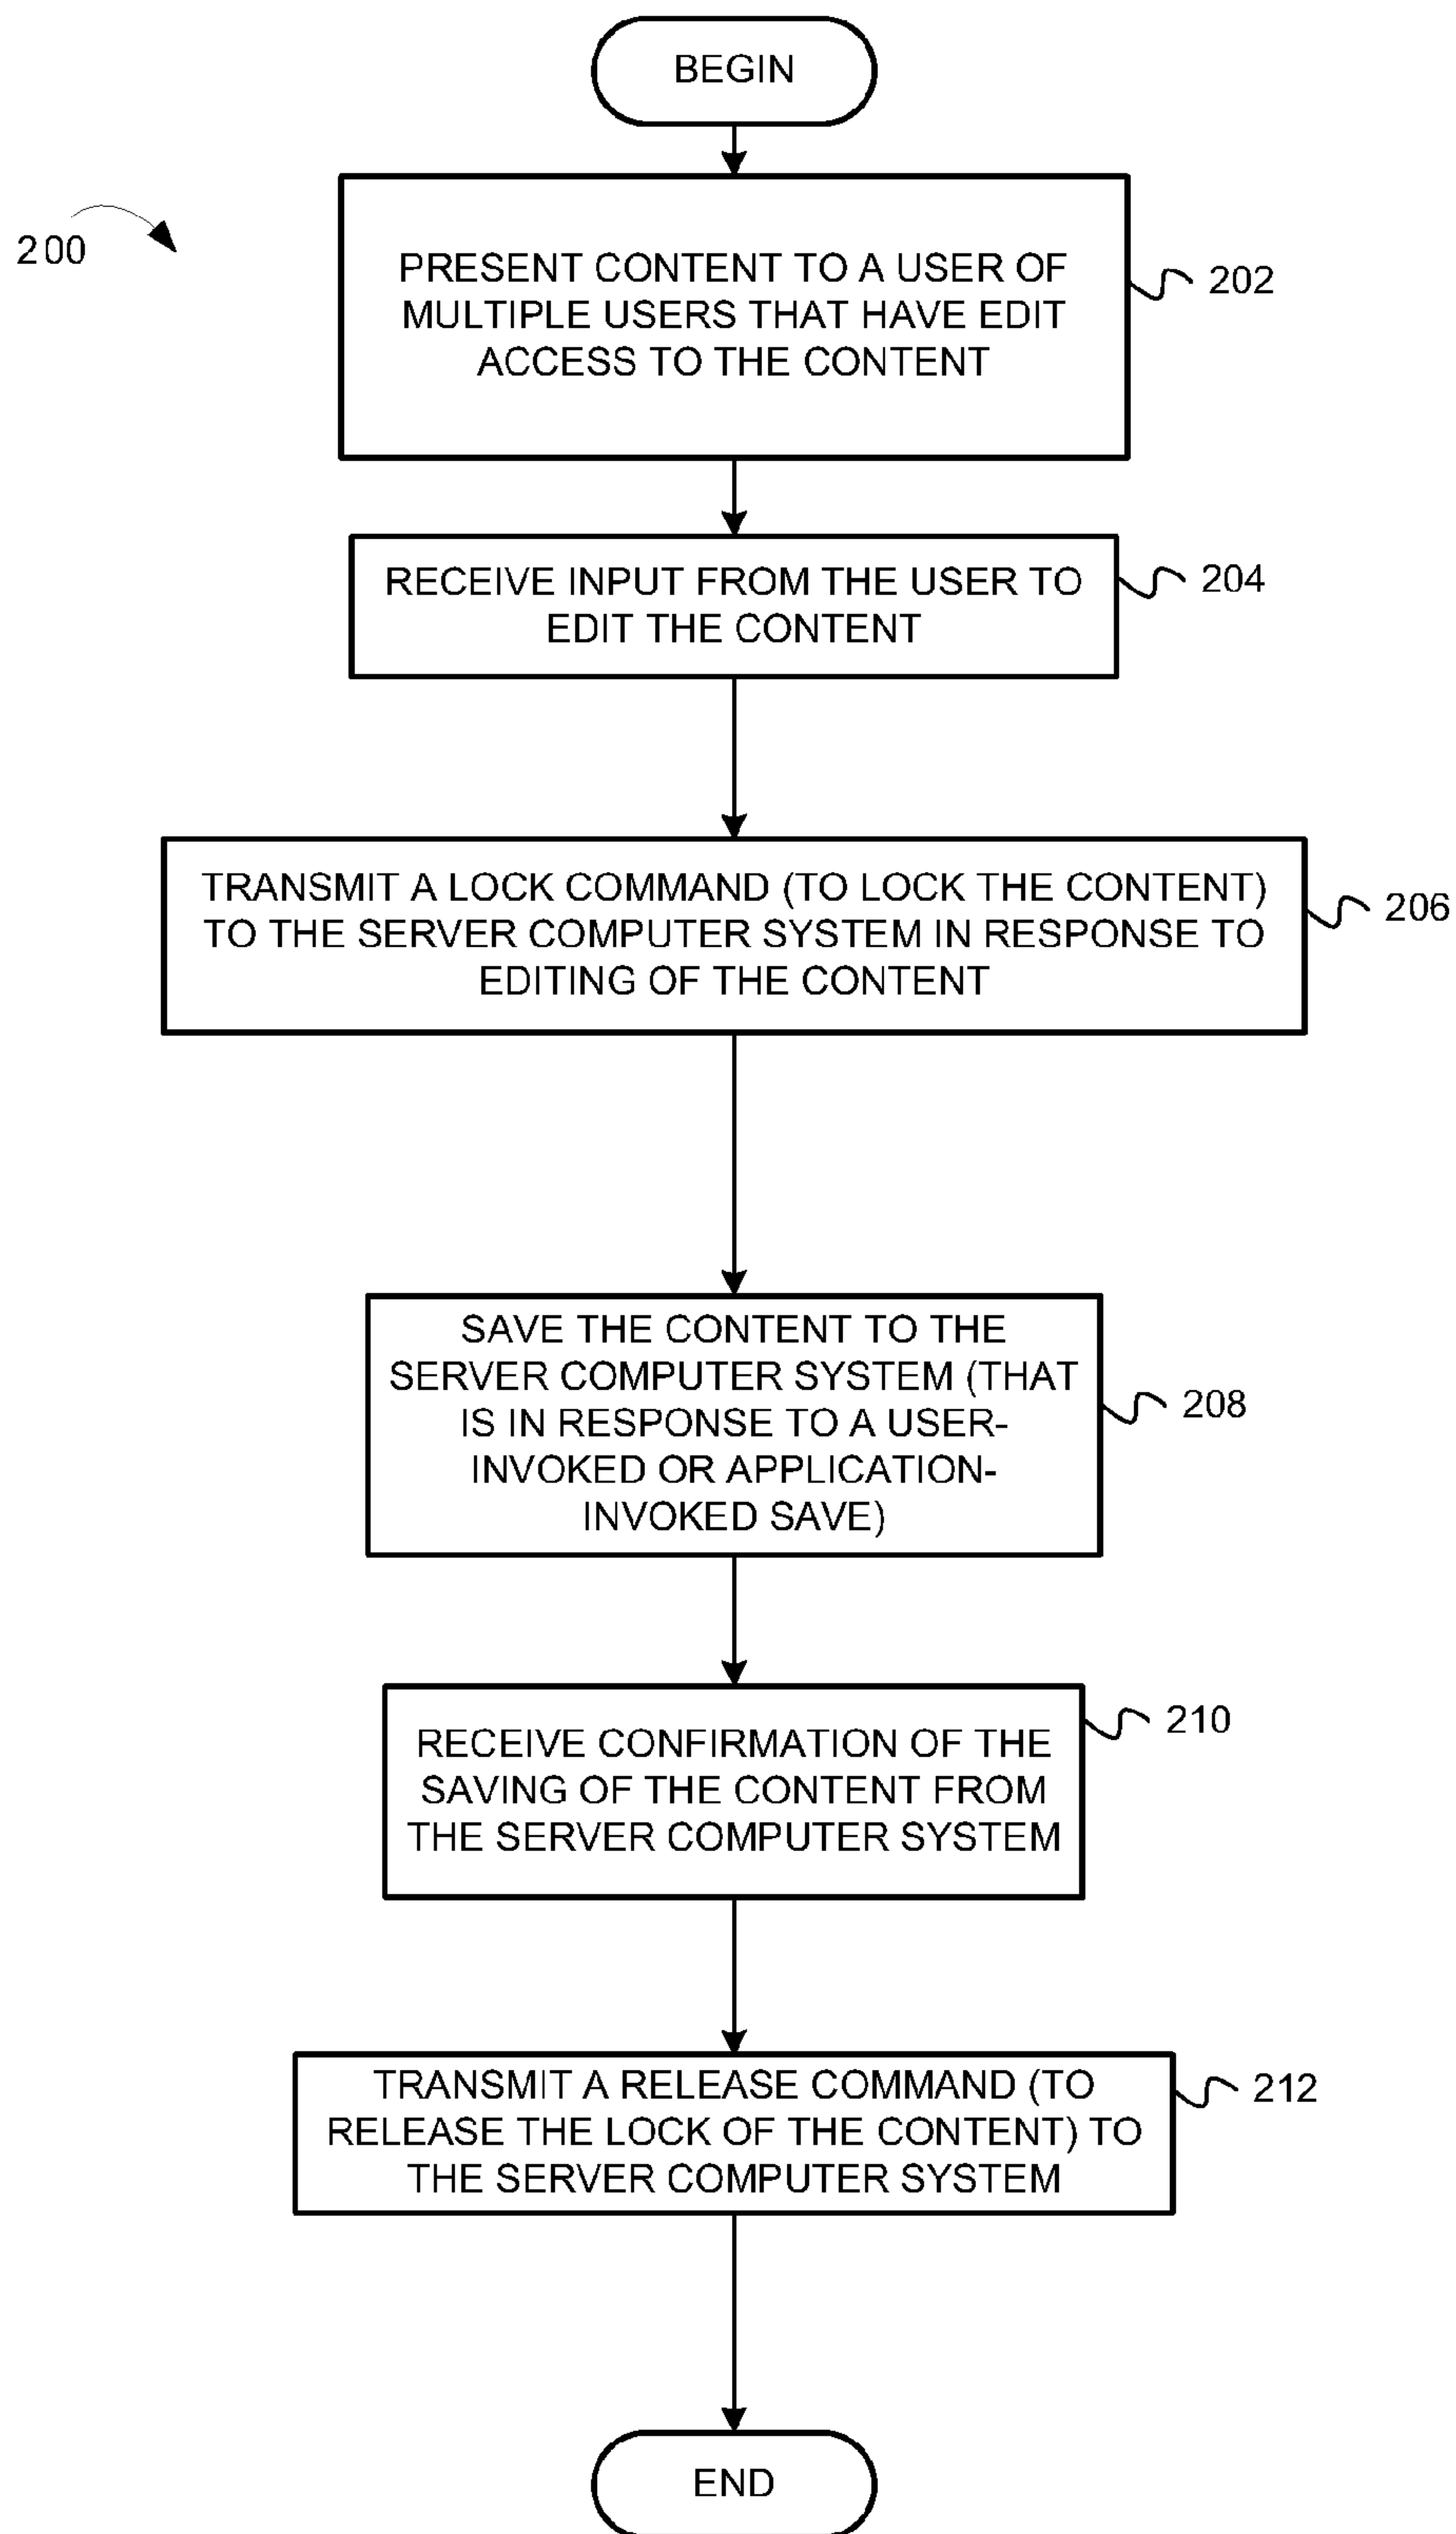 BEGIN
200
PRESENT CONTENT TO A USER OF
MULTIPLE USERS THAT HAVE EDIT
ACCESS TO THE CONTENT
202
RECEIVE INPUT FROM THE USER TO
EDIT THE CONTENT
204
TRANSMIT A LOCK COMMAND (TO LOCK THE CONTENT)
TO THE SERVER COMPUTER SYSTEM IN RESPONSE TO
EDITING OF THE CONTENT
206
SAVE THE CONTENT TO THE
SERVER COMPUTER SYSTEM (THAT
IS IN RESPONSE TO A USER-
INVOKED OR APPLICATION-
INVOKED SAVE)
208
RECEIVE CONFIRMATION OF THE
SAVING OF THE CONTENT FROM
THE SERVER COMPUTER SYSTEM
210
TRANSMIT A RELEASE COMMAND (TO
RELEASE THE LOCK OF THE CONTENT) TO
THE SERVER COMPUTER SYSTEM
212
END